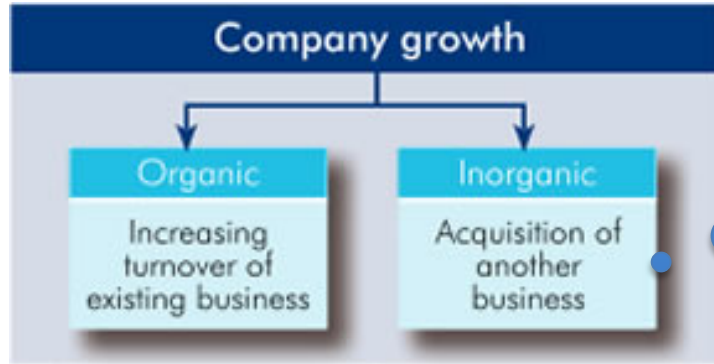 Company growth
Organic
Increasing
turnover of
existing business
Inorganic
Acquisition of
another
business